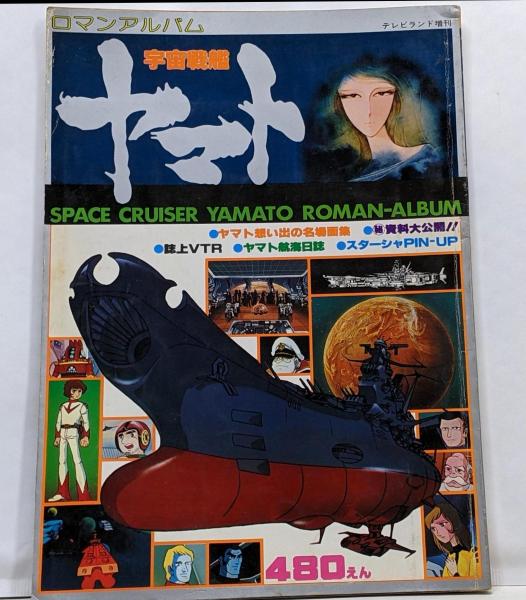 ロマンアルバム
テレビランド増刊
宇宙戦艦
ヤマト
SPACE CRUISER YAMATO ROMAN-ALBUM
●ヤマト想い出の名場面集 ●㊙資料大公開!!
●誌上VTR ●ヤマト航海日誌 ●スターシャPIN-UP
480えん